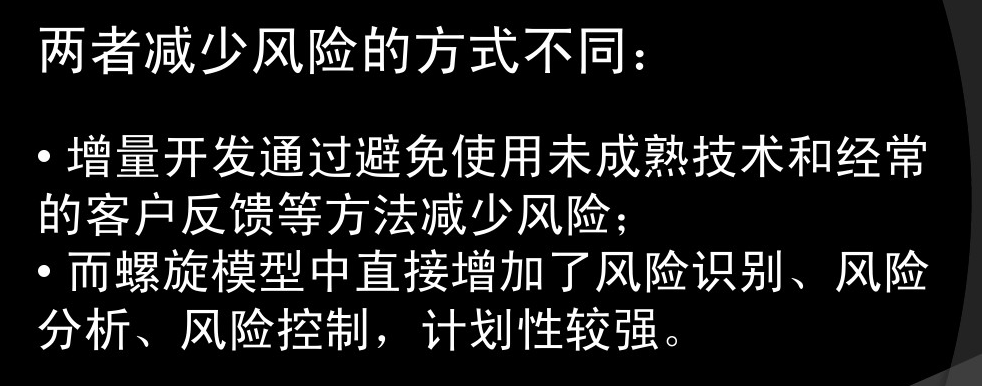 两者减少风险的方式不同：
• 增量开发通过避免使用未成熟技术和经常
的客户反馈等方法减少风险；
• 而螺旋模型中直接增加了风险识别、风险
分析、风险控制，计划性较强。